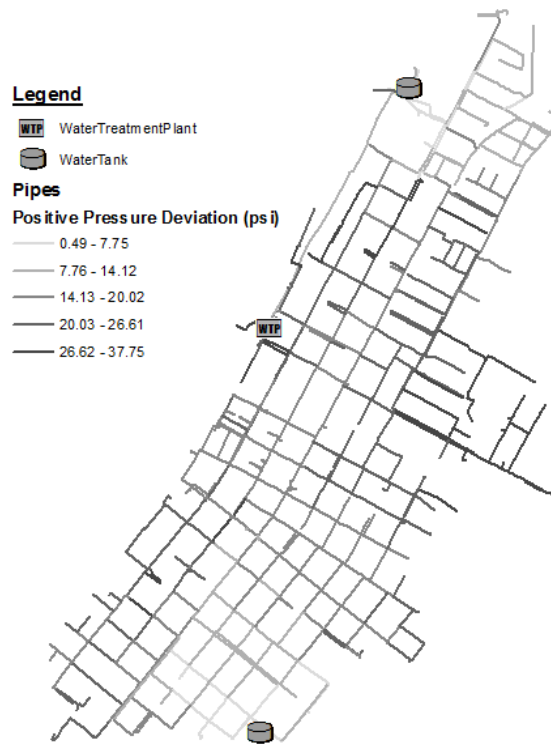 Legend
WTP WaterTreatmentPlant
WaterTank
Pipes
Positive Pressure Deviation (psi)
0.49 - 7.75
7.76 - 14.12
14.13 - 20.02
20.03 - 26.61
26.62 - 37.75
WTP